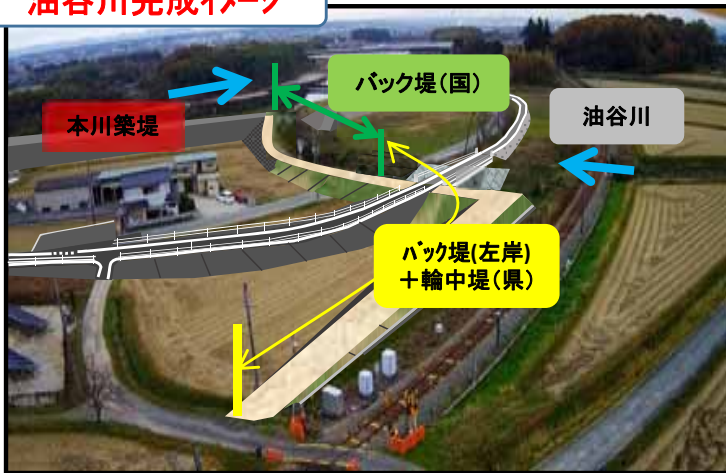 油谷川完成ｲﾒｰｼﾞ
バック堤（国）
本川築堤
油谷川
ﾊﾞｯｸ堤(左岸)
＋輪中堤（県）